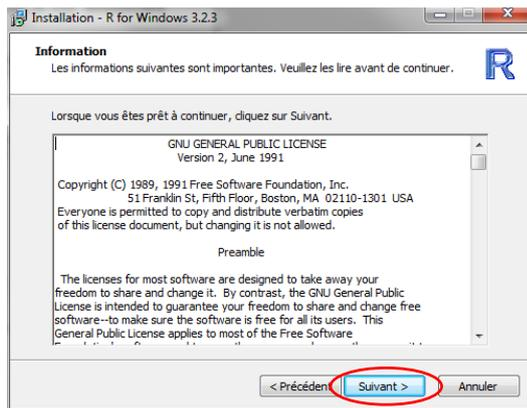 Installation - R for Windows 3.2.3
Information
Les informations suivantes sont importantes. Veuillez les lire avant de continuer.
R
Lorsque vous êtes prêt à continuer, cliquez sur Suivant.
GNU GENERAL PUBLIC LICENSE
Version 2, June 1991
Copyright (C) 1989, 1991 Free Software Foundation, Inc.
51 Franklin St, Fifth Floor, Boston, MA 02110-1301 USA
Everyone is permitted to copy and distribute verbatim copies
of this license document, but changing it is not allowed.
Preamble
The licenses for most software are designed to take away your
freedom to share and change it. By contrast, the GNU General Public
License is intended to guarantee your freedom to share and change free
software--to make sure the software is free for all its users. This
General Public License applies to most of the Free Software
< Précédent Suivant > Annuler